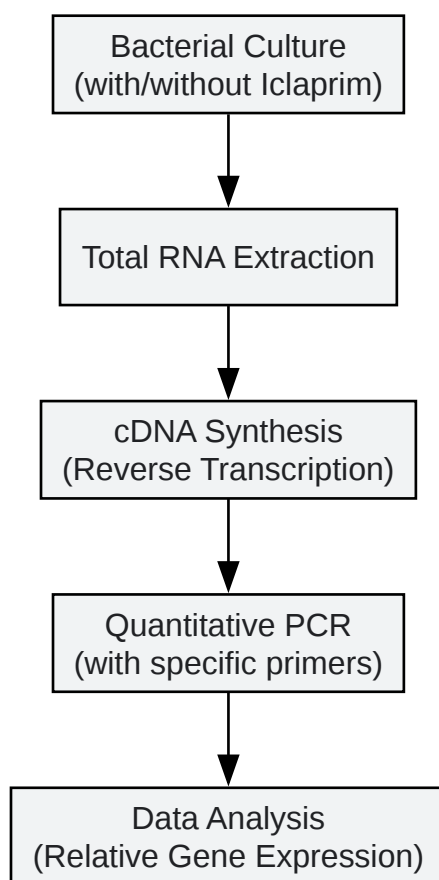 Bacterial Culture
(with/without Iclaprim)
Total RNA Extraction
cDNA Synthesis
(Reverse Transcription)
Quantitative PCR
(with specific primers)
Data Analysis
(Relative Gene Expression)